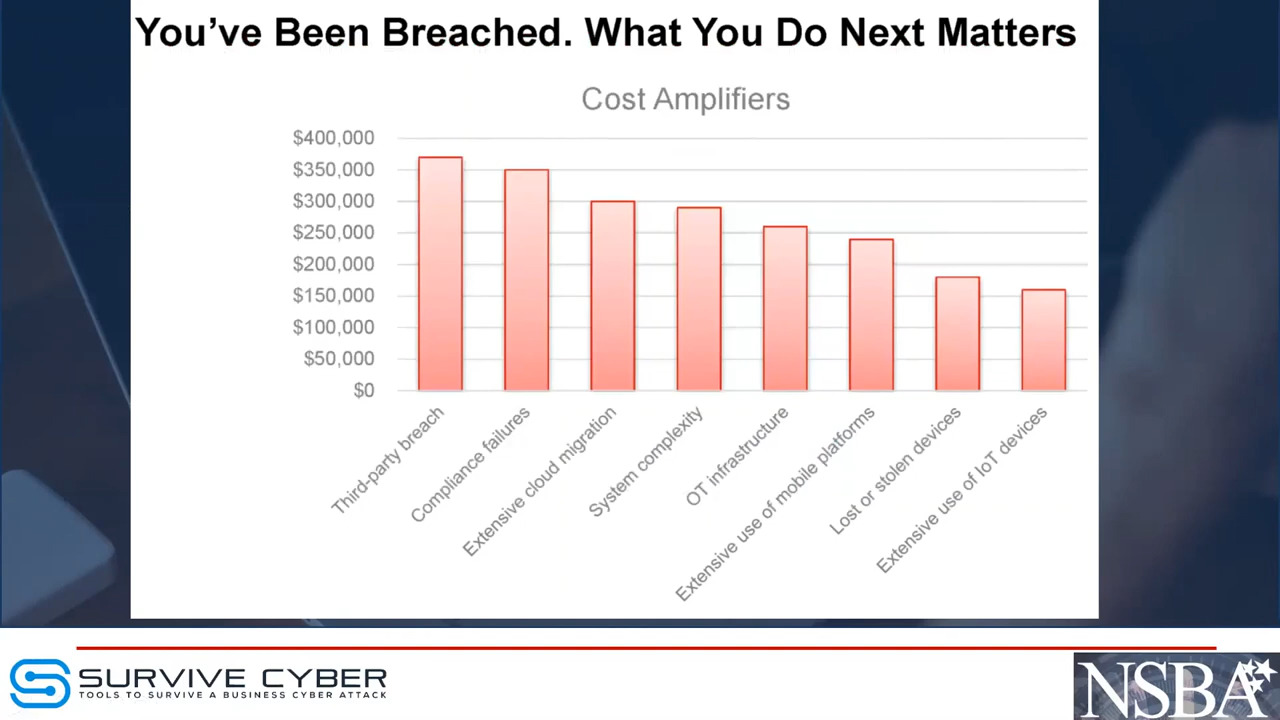 You've Been Breached. What You Do Next Matters
Cost Amplifiers
$400,000
$350,000
$300,000
$250,000
$200,000
$150,000
$100,000
$50,000
$0
Third-party breach
Compliance failures
Extensive cloud migration
System complexity
OT infrastructure
Extensive use of mobile platforms
Lost or stolen devices
Extensive use of IoT devices
SURVIVE CYBER
TOOLS TO SURVIVE A BUSINESS CYBER ATTACK
NSBA